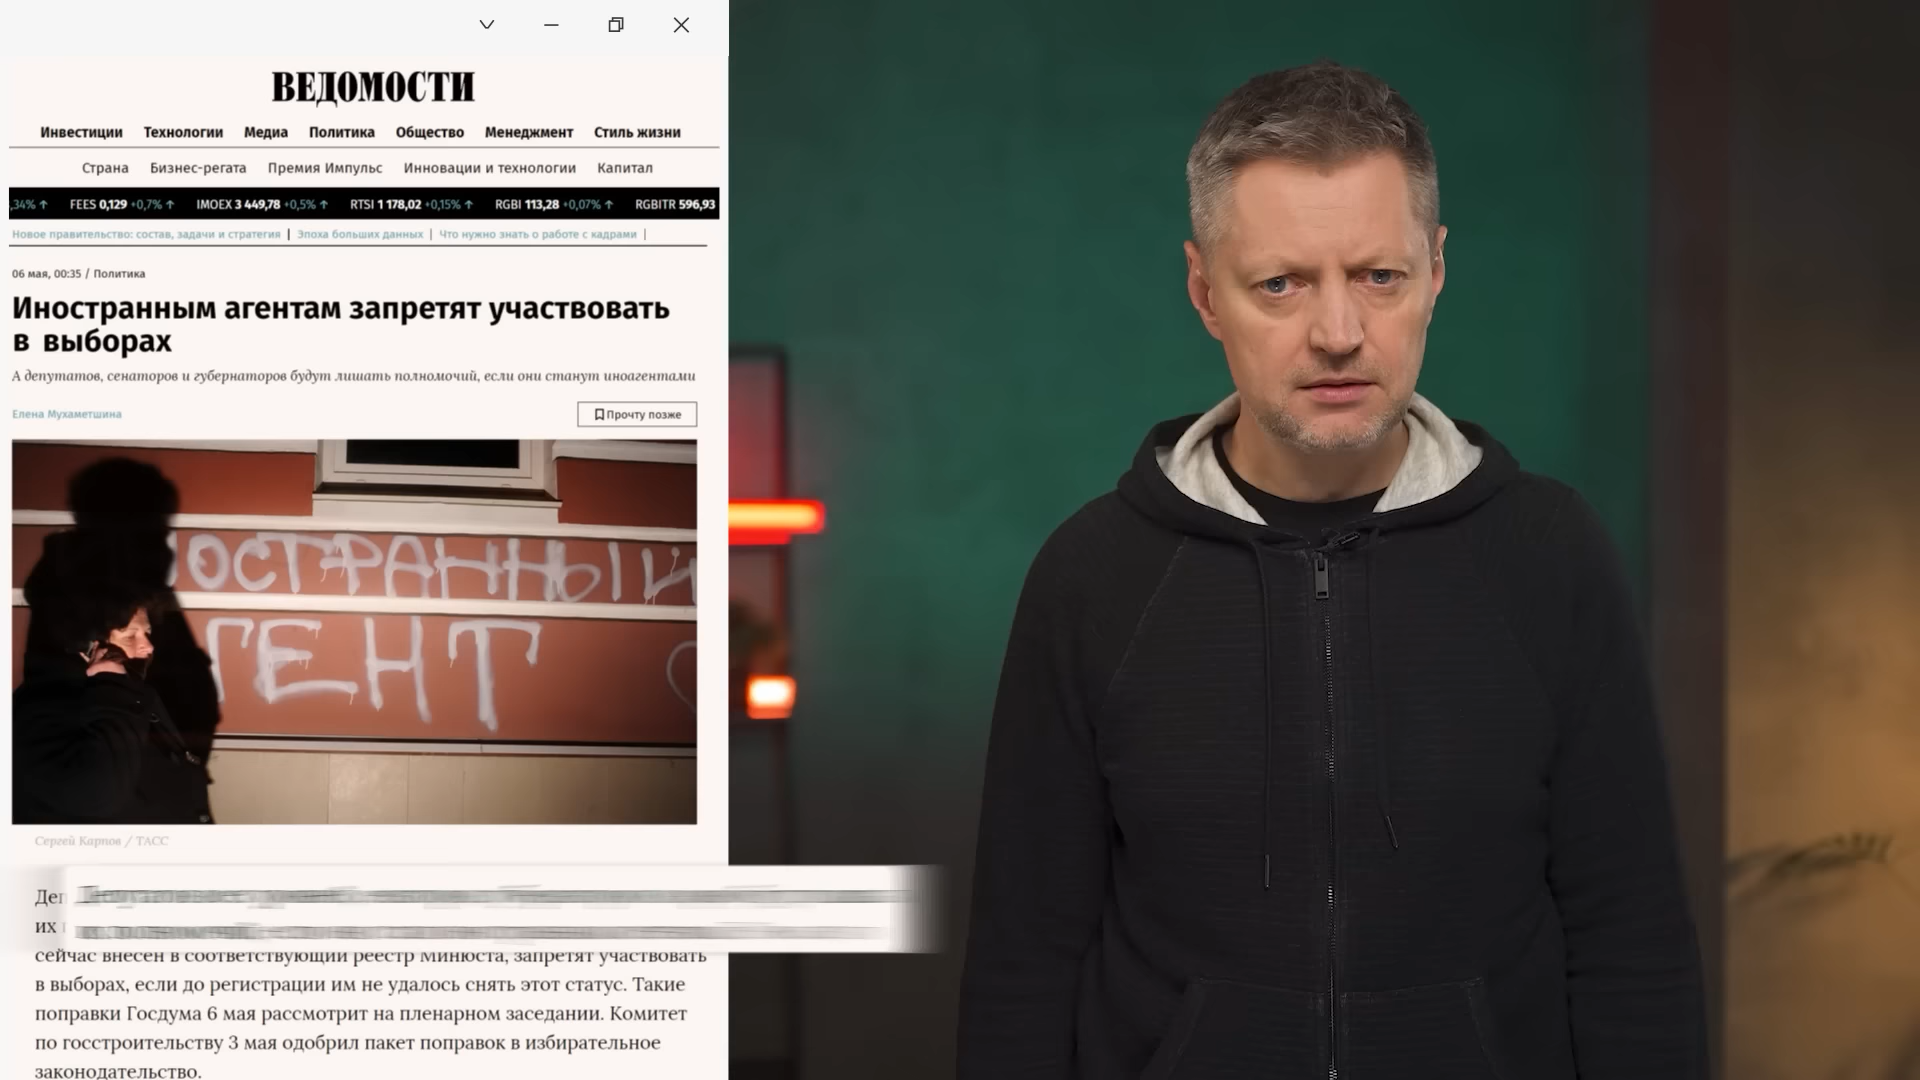 ВЕДОМОСТИ
Инвестиции Технологии Медиа Политика Общество Менеджмент Стиль жизни
Страна Бизнес-регата Премия Импульс Инновации и технологии Капитал
,34% ↑ FEES 0,129 +0,7% ↑ IMOEX 3 449,78 +0,5% ↑ RTSI 1 178,02 +0,15% ↑ RGBI 113,28 +0,07% ↑ RGBITR 596,93
Новое правительство: состав, задачи и стратегия | Эпоха больших данных | Что нужно знать о работе с кадрами |
06 мая, 00:35 / Политика
Иностранным агентам запретят участвовать
в выборах
А депутатов, сенаторов и губернаторов будут лишать полномочий, если они станут иноагентами
Елена Мухаметшина
Прочту позже
ОСТРАННЫЙ
ГЕНТ
Сергей Карпов / ТАСС
Деп
их
сейчас внесен в соответствующий реестр Минюста, запретят участвовать
в выборах, если до регистрации им не удалось снять этот статус. Такие
поправки Госдума 6 мая рассмотрит на пленарном заседании. Комитет
по госстроительству 3 мая одобрил пакет поправок в избирательное
законодательство.